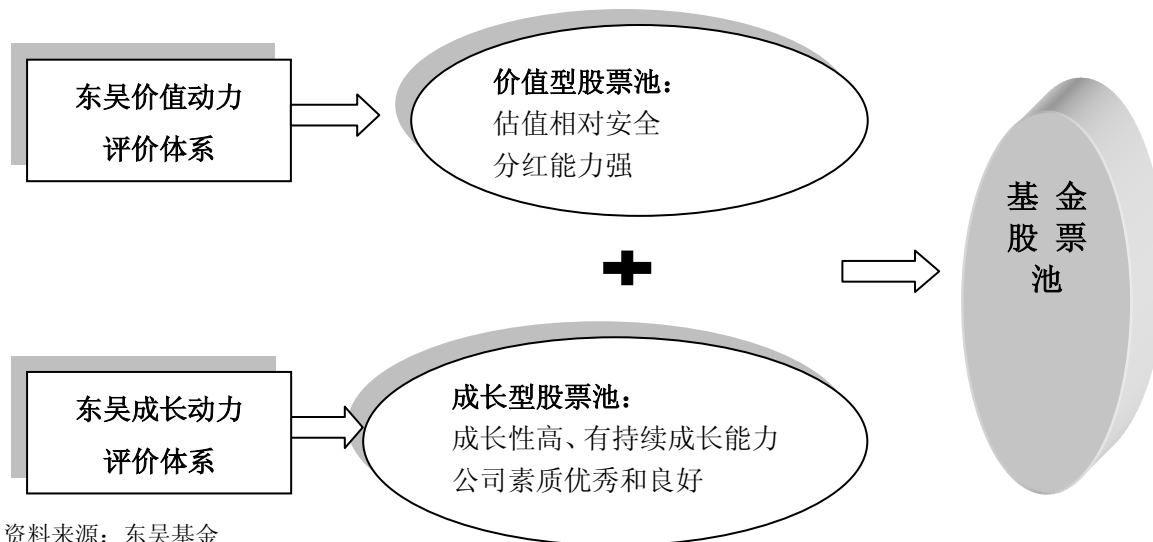 东吴价值动力
评价体系
价值型股票池：
估值相对安全
分红能力强
基 金
股 票
池
东吴成长动力
评价体系
成长型股票池：
成长性高、有持续成长能力
公司素质优秀和良好
资料来源：东吴基金